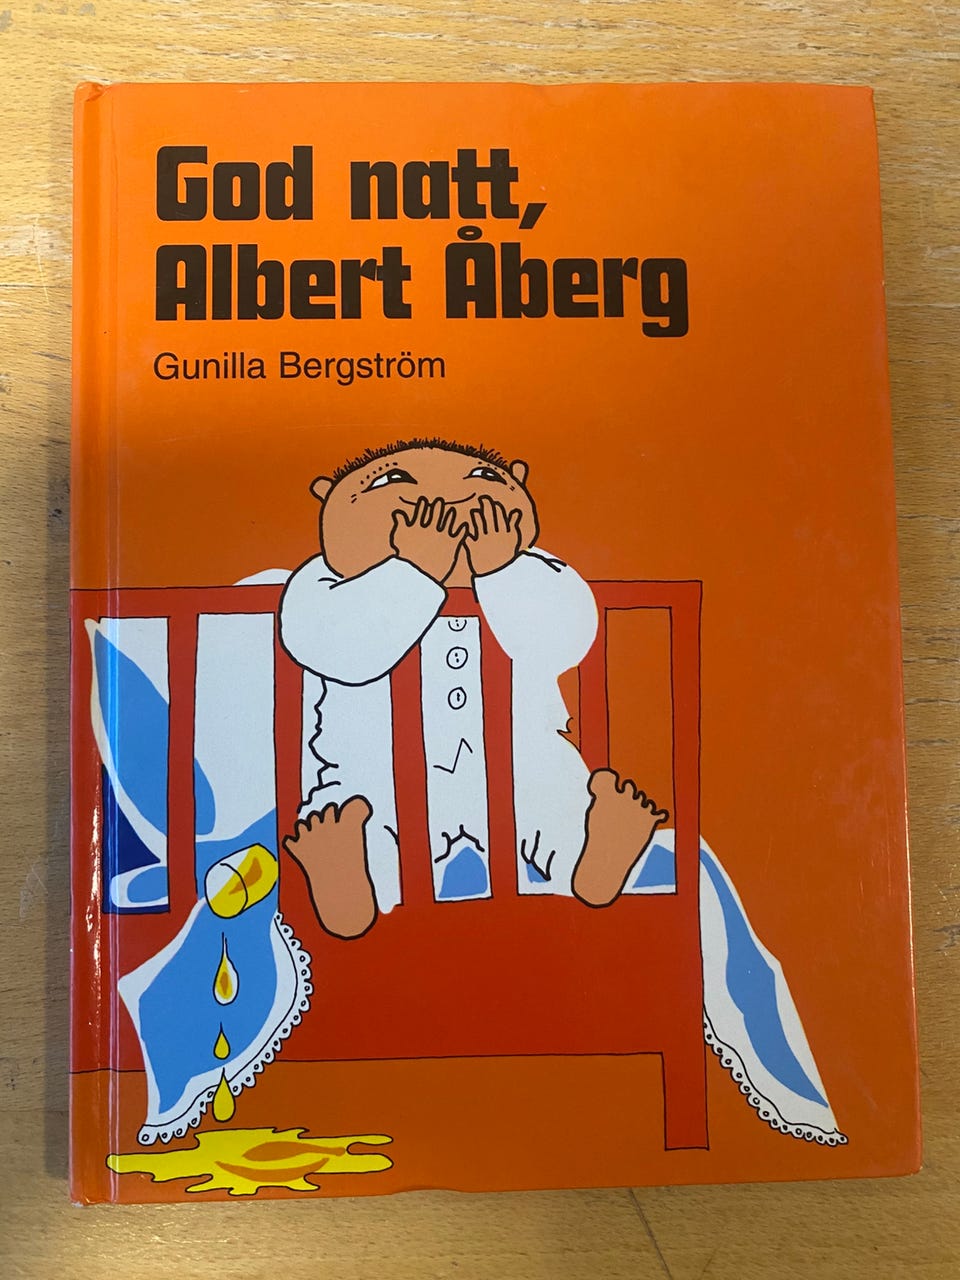 God natt,
Albert Åberg
Gunilla Bergström